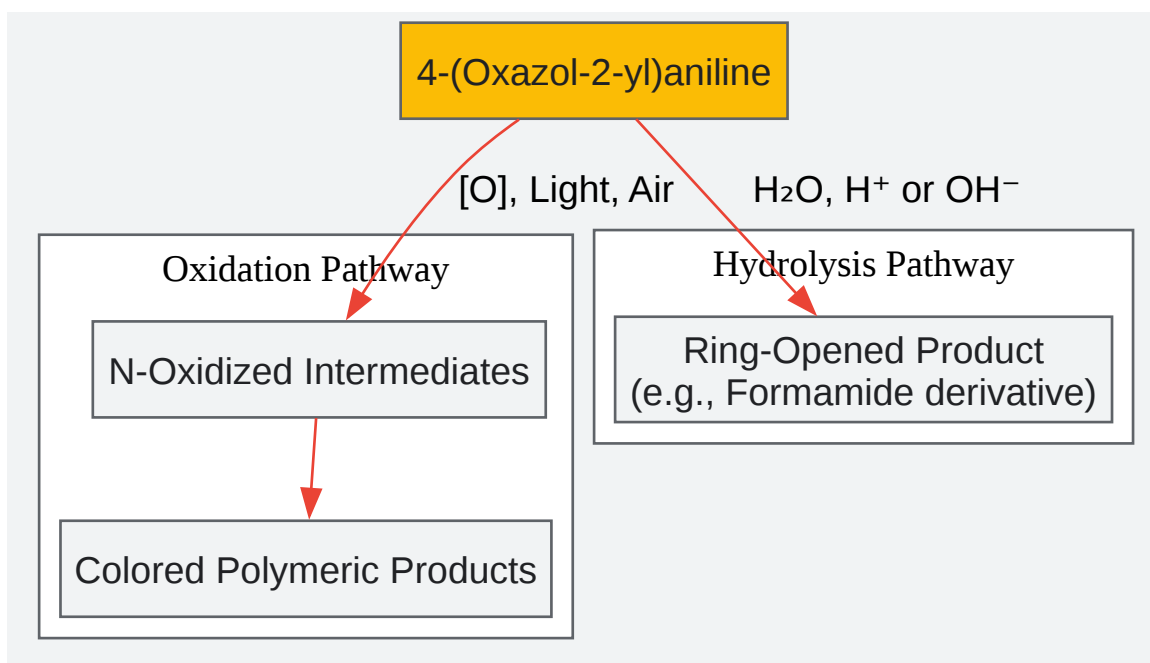 4-(Oxazol-2-yl)aniline
[O], Light, Air
H₂O, H⁺ or OH⁻
Oxidation Pathway
N-Oxidized Intermediates
Colored Polymeric Products
Hydrolysis Pathway
Ring-Opened Product
(e.g., Formamide derivative)